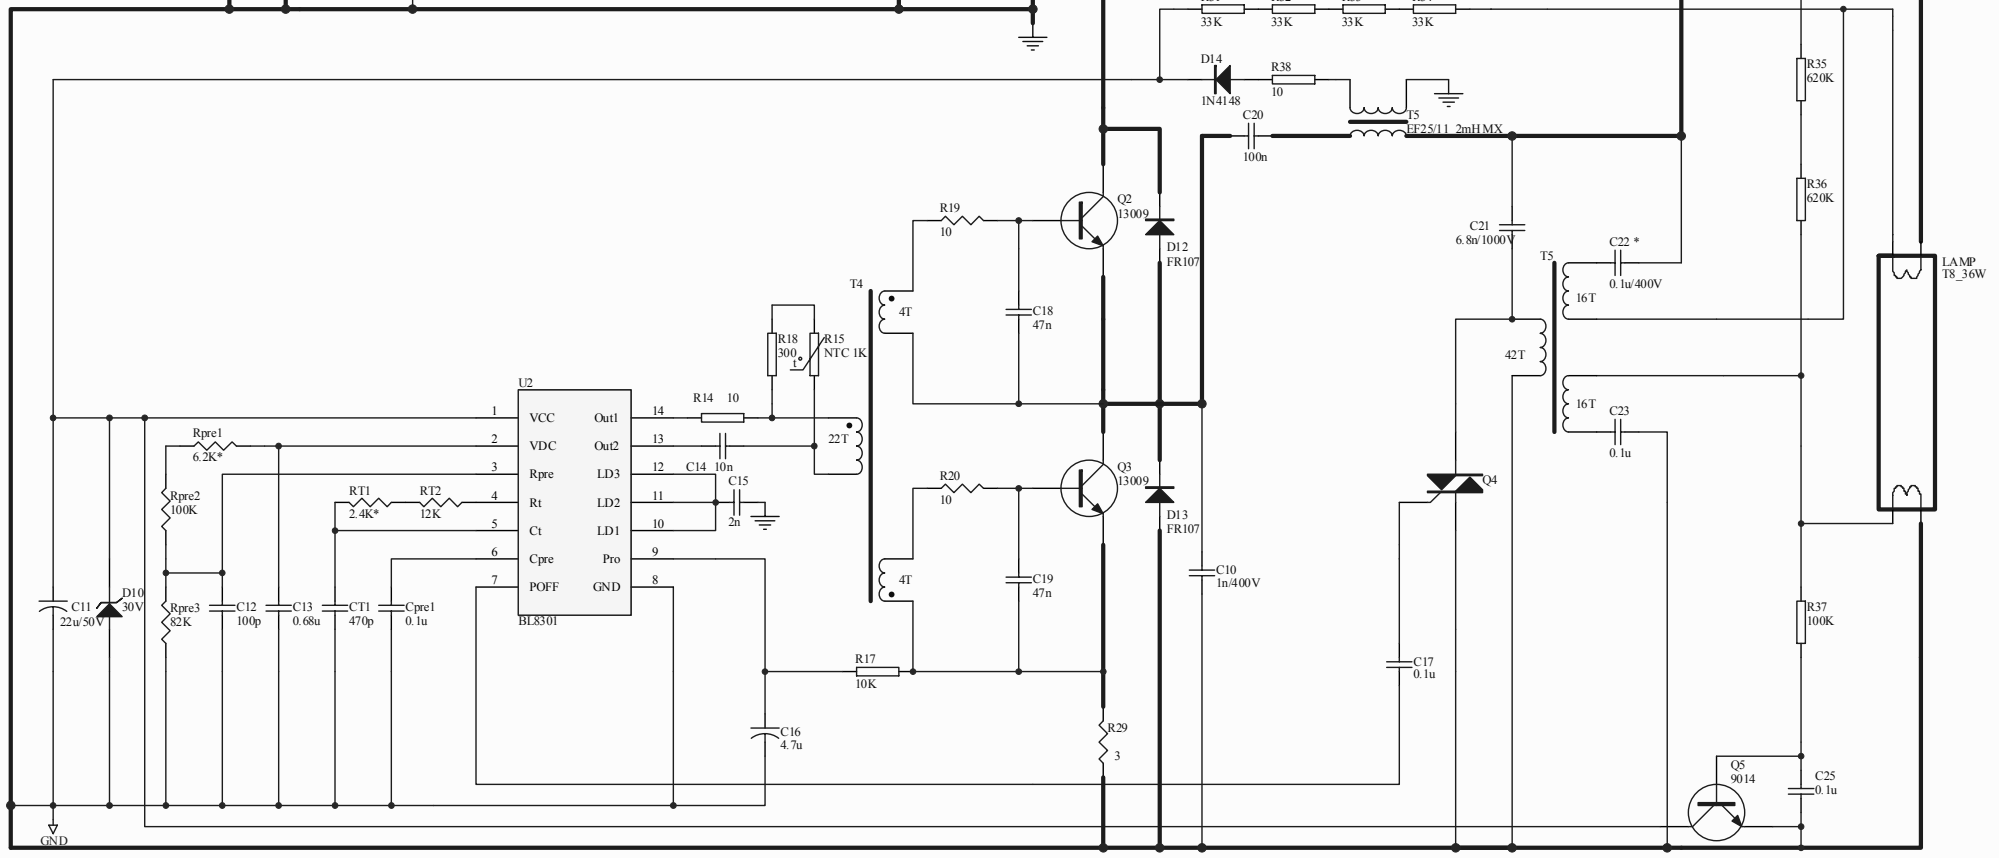 33K
33K
33K
33K
D14
1N4148
R38
10
C20
100n
T5
EF25/11 2mH MX
R35
620K
R36
620K
R19
10
Q2
13009
D12
FR107
C21
6.8n/1000V
T5
C22 *
0.1u/400V
16T
LAMP
T8_36W
T4
4T
C18
47n
R18
300
t°
R15
NTC 1K
42T
U2
R14 10
22T
16T
C23
0.1u
1 VCC Out1 14
2 VDC Out2 13
3 Rpre LD3 12
4 Rt LD2 11
5 Ct LD1 10
6 Cpre Pro 9
7 POFF GND 8
BL8301
Rpre1
6.2K*
C14 10n
C15
2n
R20
10
Q3
13009
D13
FR107
Q4
Rpre2
100K
RT1
2.4K*
RT2
12K
4T
C19
47n
C10
1n/400V
C11
22u/50V
D10
30V
Rpre3
82K
C12
100p
C13
0.68u
CT1
470p
Cpre1
0.1u
R37
100K
R17
10K
C17
0.1u
C16
4.7u
R29
3
Q5
9014
C25
0.1u
GND